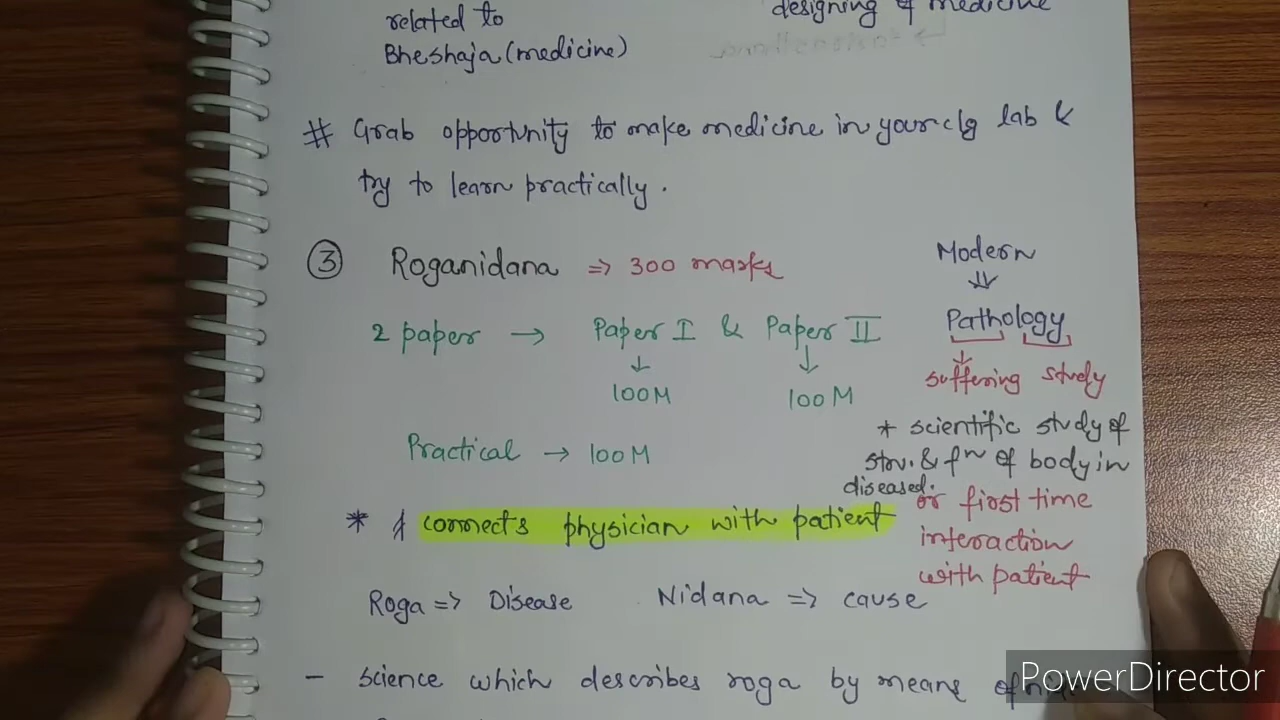 related to
designing of medicine
Bheshaja (medicine)
# Grab opportunity to make medicine in your clg lab &
try to learn practically.
③ Roganidana => 300 marks
2 paper → Paper I & Paper II
↓ ↓
100M 100M
Practical → 100M
Modern
⇓
Pathology
↓
suffering study
* scientific study of
stru. & fⁿ of body in
diseased.
or first time
interaction
with patient
* connects physician with patient
Roga => Disease Nidana => cause
- science which describes roga by means of
PowerDirector